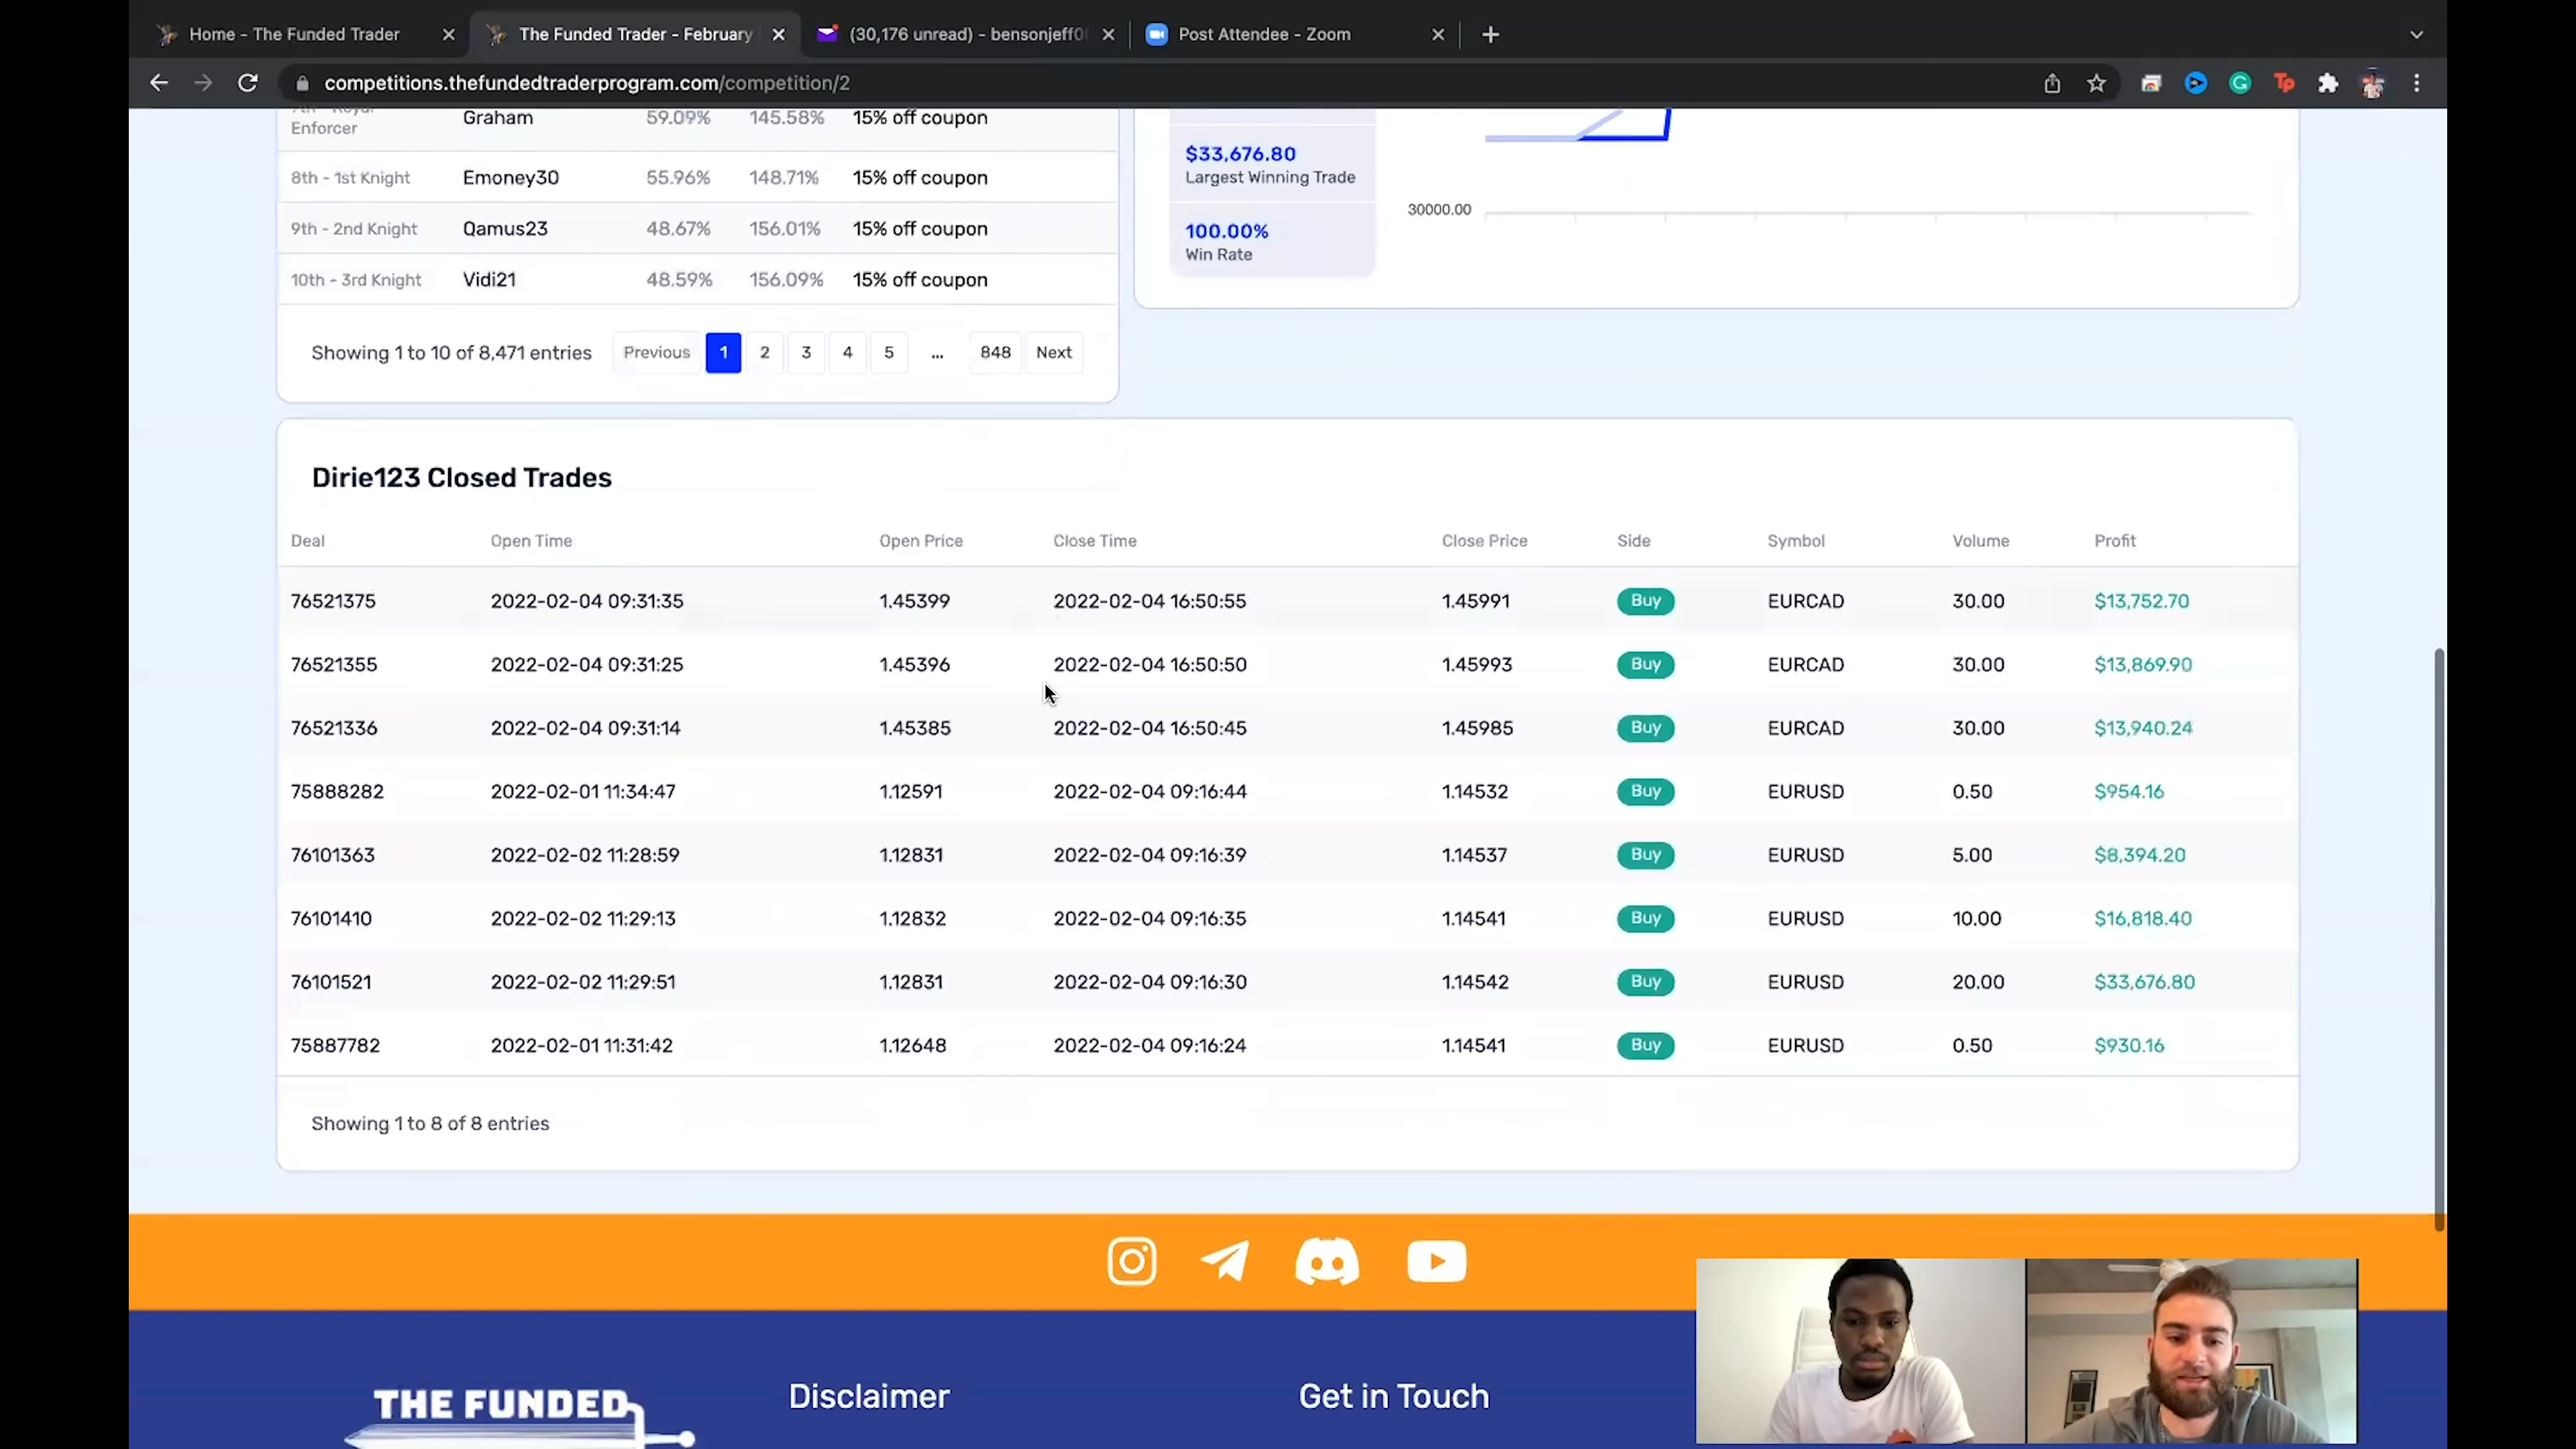 Home - The Funded Trader
The Funded Trader - February
(30,176 unread) - bensonjeff0
Post Attendee - Zoom
competitions.thefundedtraderprogram.com/competition/2
Enforcer Graham 59.09% 145.58% 15% off coupon
8th - 1st Knight Emoney30 55.96% 148.71% 15% off coupon
9th - 2nd Knight Qamus23 48.67% 156.01% 15% off coupon
10th - 3rd Knight Vidi21 48.59% 156.09% 15% off coupon
Showing 1 to 10 of 8,471 entries Previous 1 2 3 4 5 ... 848 Next
$33,676.80
Largest Winning Trade
100.00%
Win Rate
30000.00
Dirie123 Closed Trades
Deal Open Time Open Price Close Time Close Price Side Symbol Volume Profit
76521375 2022-02-04 09:31:35 1.45399 2022-02-04 16:50:55 1.45991 Buy EURCAD 30.00 $13,752.70
76521355 2022-02-04 09:31:25 1.45396 2022-02-04 16:50:50 1.45993 Buy EURCAD 30.00 $13,869.90
76521336 2022-02-04 09:31:14 1.45385 2022-02-04 16:50:45 1.45985 Buy EURCAD 30.00 $13,940.24
75888282 2022-02-01 11:34:47 1.12591 2022-02-04 09:16:44 1.14532 Buy EURUSD 0.50 $954.16
76101363 2022-02-02 11:28:59 1.12831 2022-02-04 09:16:39 1.14537 Buy EURUSD 5.00 $8,394.20
76101410 2022-02-02 11:29:13 1.12832 2022-02-04 09:16:35 1.14541 Buy EURUSD 10.00 $16,818.40
76101521 2022-02-02 11:29:51 1.12831 2022-02-04 09:16:30 1.14542 Buy EURUSD 20.00 $33,676.80
75887782 2022-02-01 11:31:42 1.12648 2022-02-04 09:16:24 1.14541 Buy EURUSD 0.50 $930.16
Showing 1 to 8 of 8 entries
THE FUNDED
Disclaimer
Get in Touch